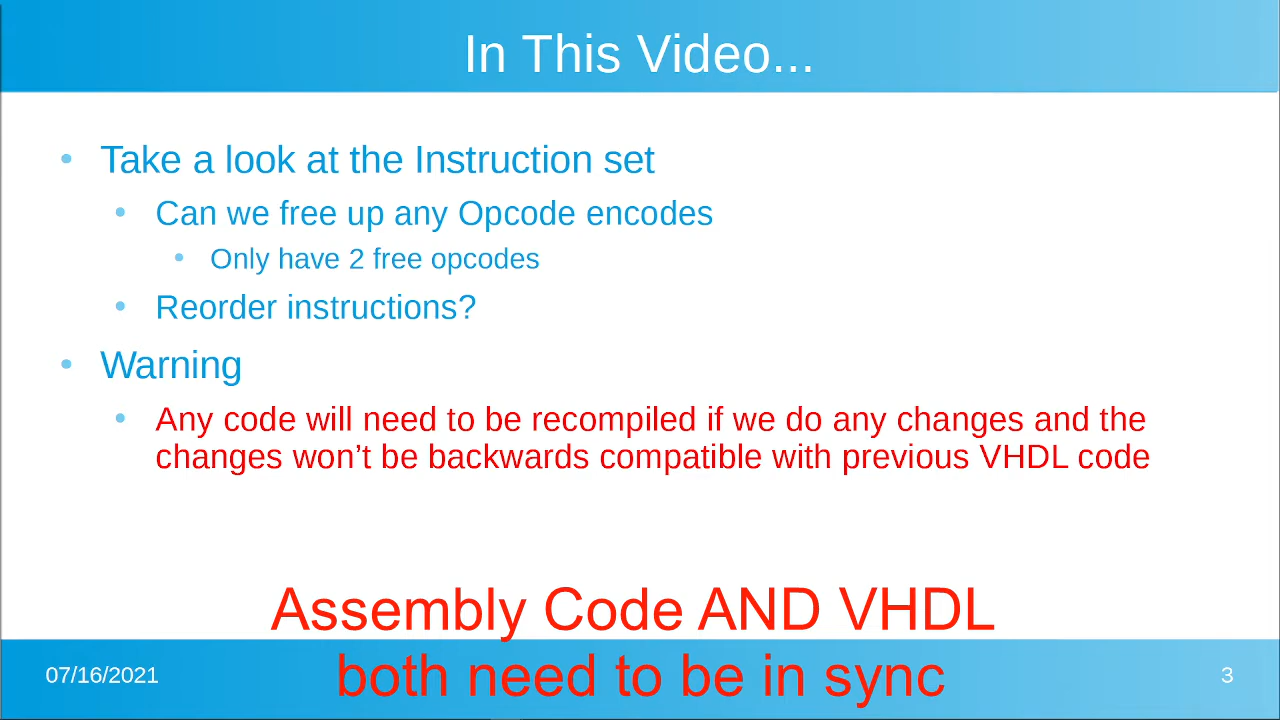 In This Video...
• Take a look at the Instruction set
• Can we free up any Opcode encodes
• Only have 2 free opcodes
• Reorder instructions?
• Warning
• Any code will need to be recompiled if we do any changes and the
changes won’t be backwards compatible with previous VHDL code
Assembly Code AND VHDL
both need to be in sync
07/16/2021
3